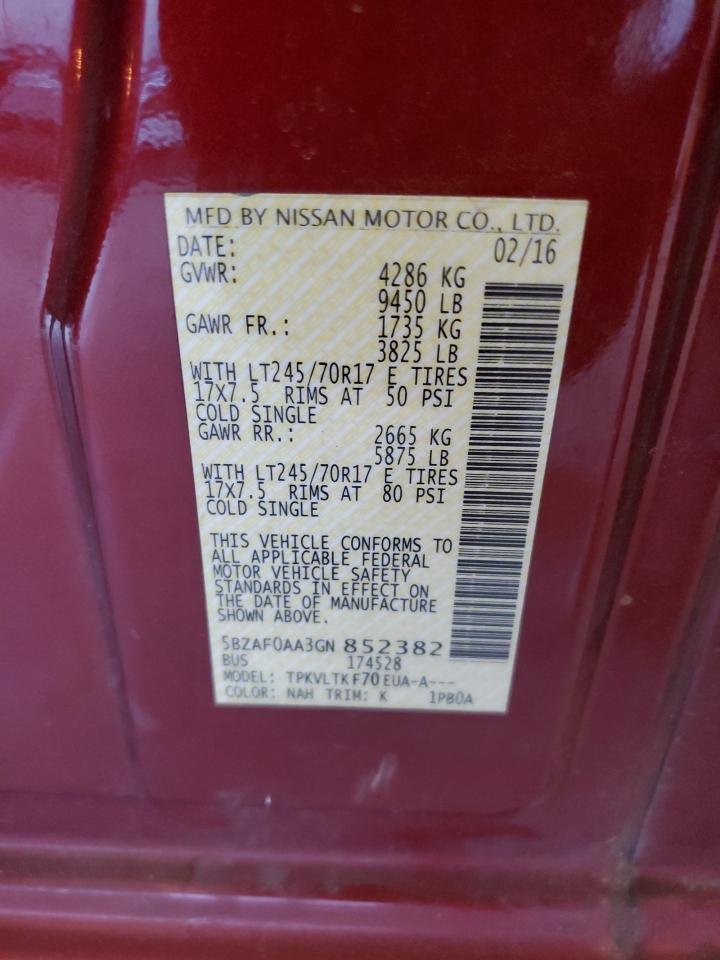 MFD BY NISSAN MOTOR CO., LTD.
DATE: 02/16
GVWR: 4286 KG
9450 LB
GAWR FR.: 1735 KG
3825 LB
WITH LT245/70R17 E TIRES
17X7.5 RIMS AT 50 PSI
COLD SINGLE
GAWR RR.: 2665 KG
5875 LB
WITH LT245/70R17 E TIRES
17X7.5 RIMS AT 80 PSI
COLD SINGLE
THIS VEHICLE CONFORMS TO
ALL APPLICABLE FEDERAL
MOTOR VEHICLE SAFETY
STANDARDS IN EFFECT ON
THE DATE OF MANUFACTURE
SHOWN ABOVE.
5BZAF0AA3GN 852382
BUS 174528
MODEL: TPKVLTK F70 EUA-A---
COLOR: NAH TRIM: K 1PB0A